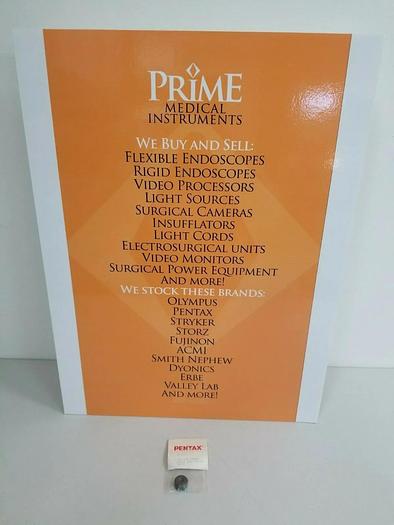 PRIME
MEDICAL
INSTRUMENTS
WE BUY AND SELL:
FLEXIBLE ENDOSCOPES
RIGID ENDOSCOPES
VIDEO PROCESSORS
LIGHT SOURCES
SURGICAL CAMERAS
INSUFFLATORS
LIGHT CORDS
ELECTROSURGICAL UNITS
VIDEO MONITORS
SURGICAL POWER EQUIPMENT
AND MORE!
WE STOCK THESE BRANDS:
OLYMPUS
PENTAX
STRYKER
STORZ
FUJINON
ACMI
SMITH NEPHEW
DYONICS
ERBE
VALLEY LAB
AND MORE!
PENTAX